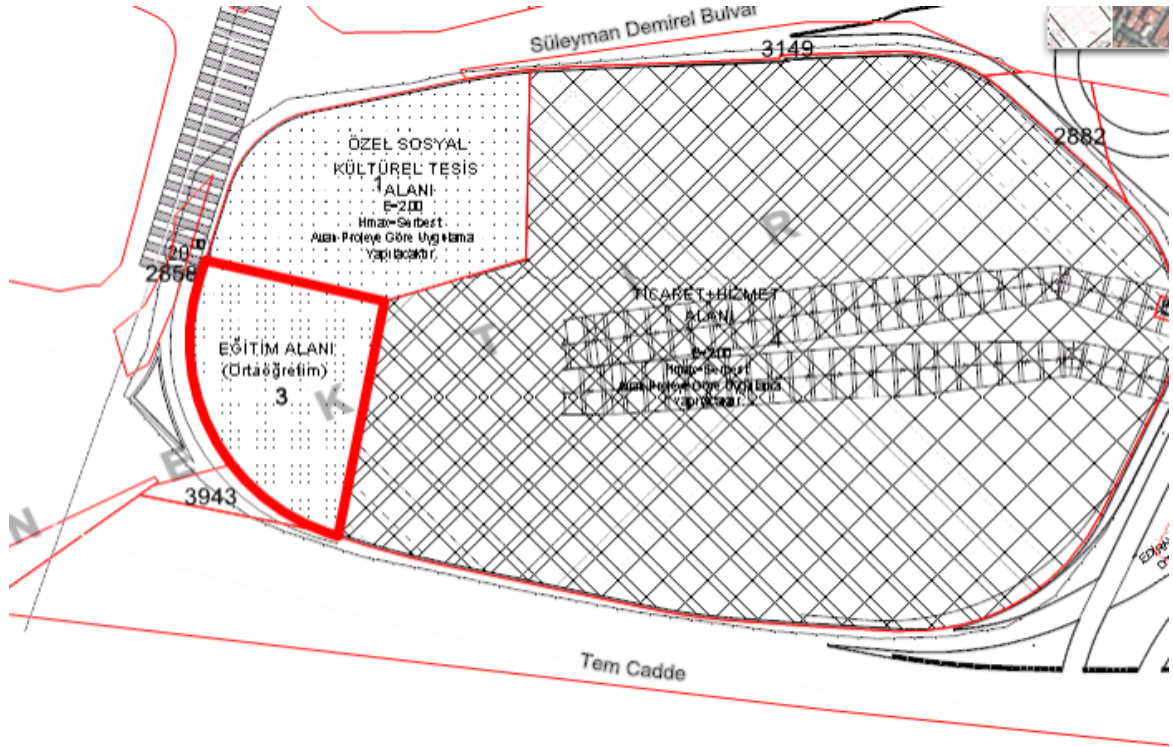 Süleyman Demirel Bulvar
3149
2882
ÖZEL SOSYAL
KÜLTÜREL TESİS
1
ALANI
E=2.00
Hmax=Serbest
Avan Projeye Göre Uygulama
Yapılacaktır.
20
2858
R
İ
TİCARET+HİZMET
ALANI
4
E=2.00
Hmax=Serbest
Avan Projeye Göre Uygulama
yapılacaktır.
T
EĞİTİM ALANI
(Ortaöğretim)
3
K
E
3943
N
Tem Cadde